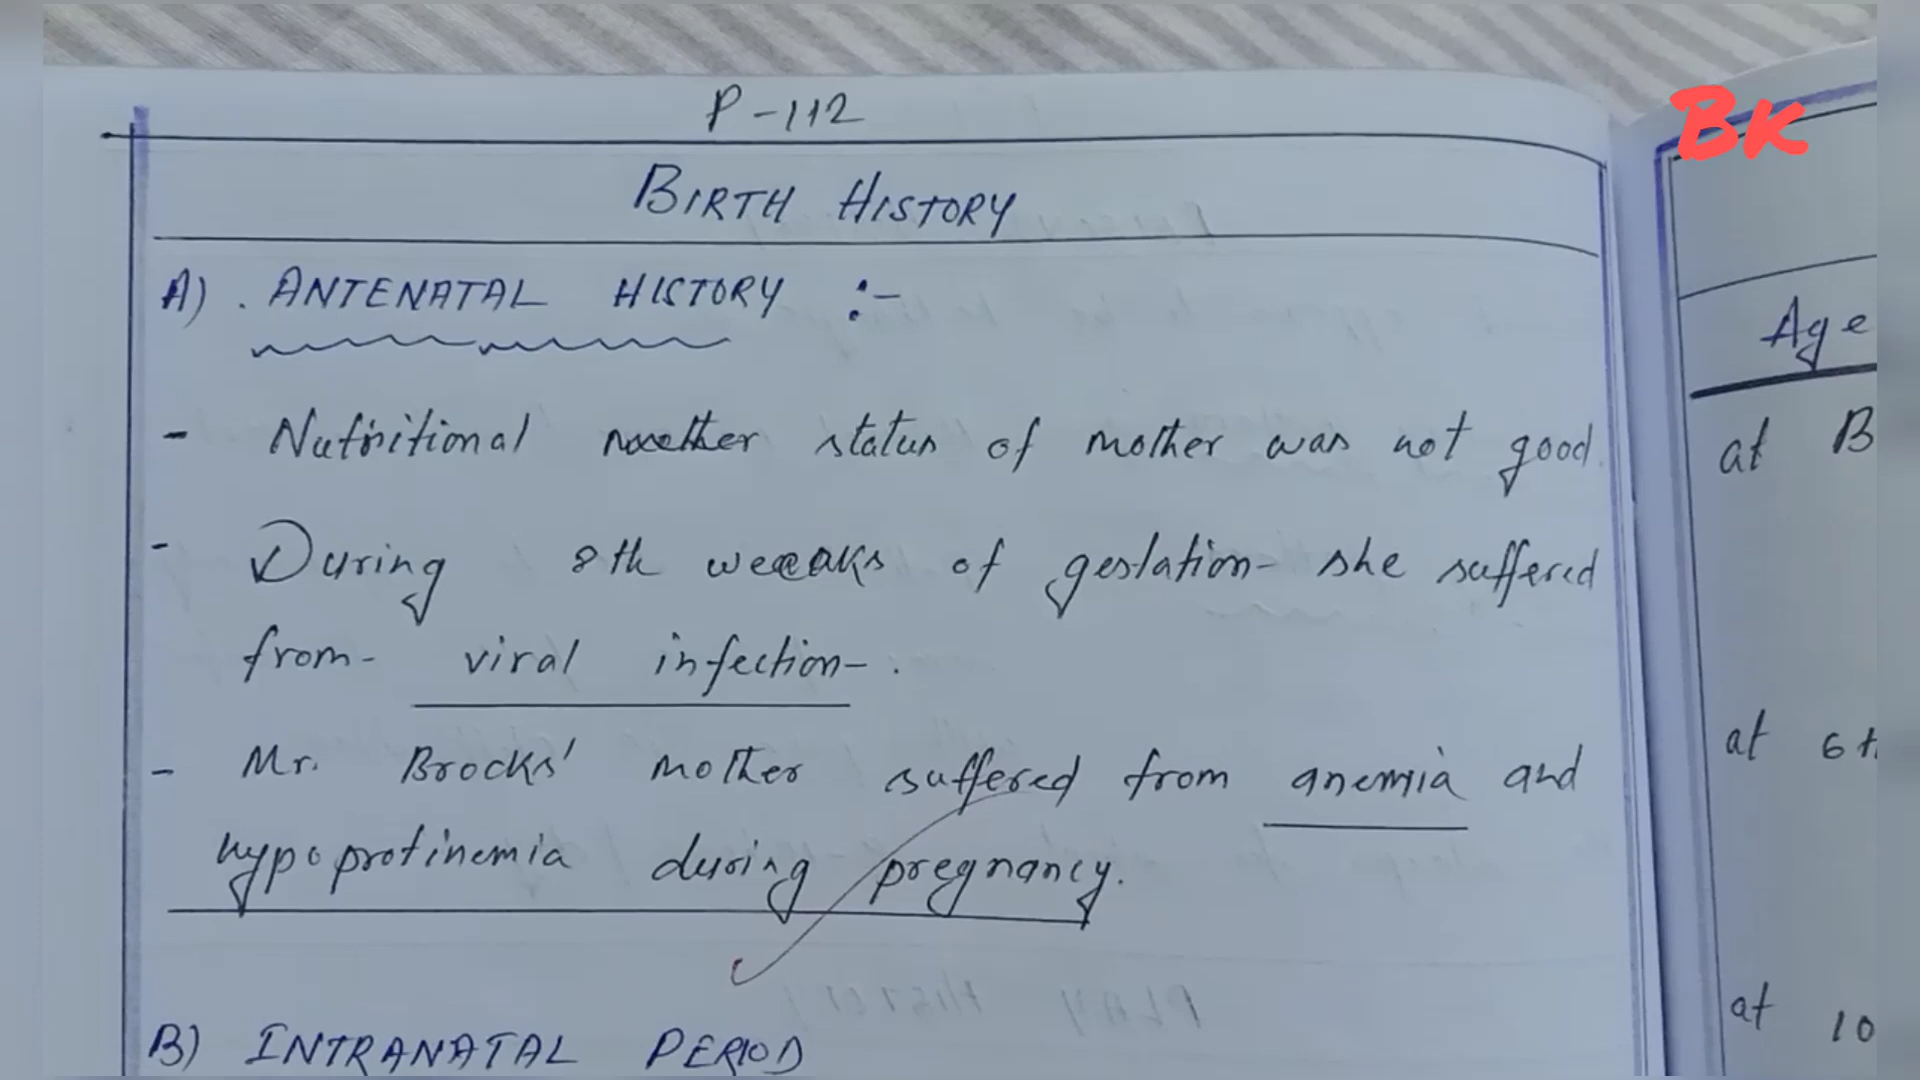 P-112
Bk
BIRTH HISTORY
A). ANTENATAL HISTORY :-
- Nutritional status of mother was not good.
- During 8th weeaks of gestation- she suffered
from- viral infection-.
- Mr. Brocks' mother suffered from anemia and
hypoprotinemia during pregnancy.
B) INTRANATAL PERIOD
Age
at B
at 6th
at 10